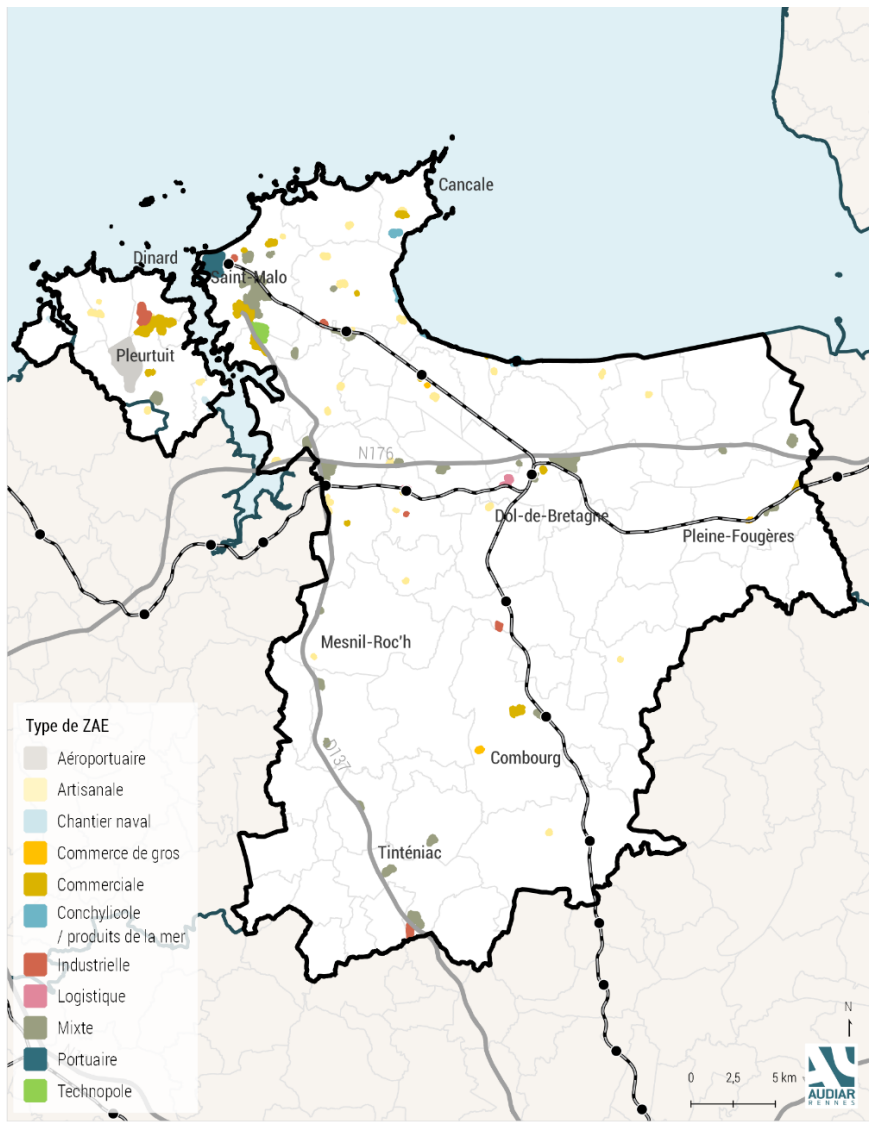 Cancale
Dinard
Saint-Malo
Pleurtuit
N176
Dol-de-Bretagne
Pleine-Fougères
Mesnil-Roc'h
D137
Combourg
Tinténiac
Type de ZAE
Aéroportuaire
Artisanale
Chantier naval
Commerce de gros
Commerciale
Conchylicole
/ produits de la mer
Industrielle
Logistique
Mixte
Portuaire
Technopole
N
0 2,5 5 km
AUDIAR
RENNES